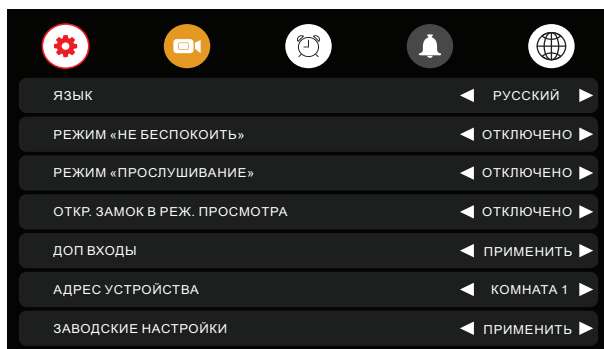 ЯЗЫК РУССКИЙ
РЕЖИМ «НЕ БЕСПОКОИТЬ» ОТКЛЮЧЕНО
РЕЖИМ «ПРОСЛУШИВАНИЕ» ОТКЛЮЧЕНО
ОТКР. ЗАМОК В РЕЖ. ПРОСМОТРА ОТКЛЮЧЕНО
ДОП ВХОДЫ ПРИМЕНИТЬ
АДРЕС УСТРОЙСТВА КОМНАТА 1
ЗАВОДСКИЕ НАСТРОЙКИ ПРИМЕНИТЬ